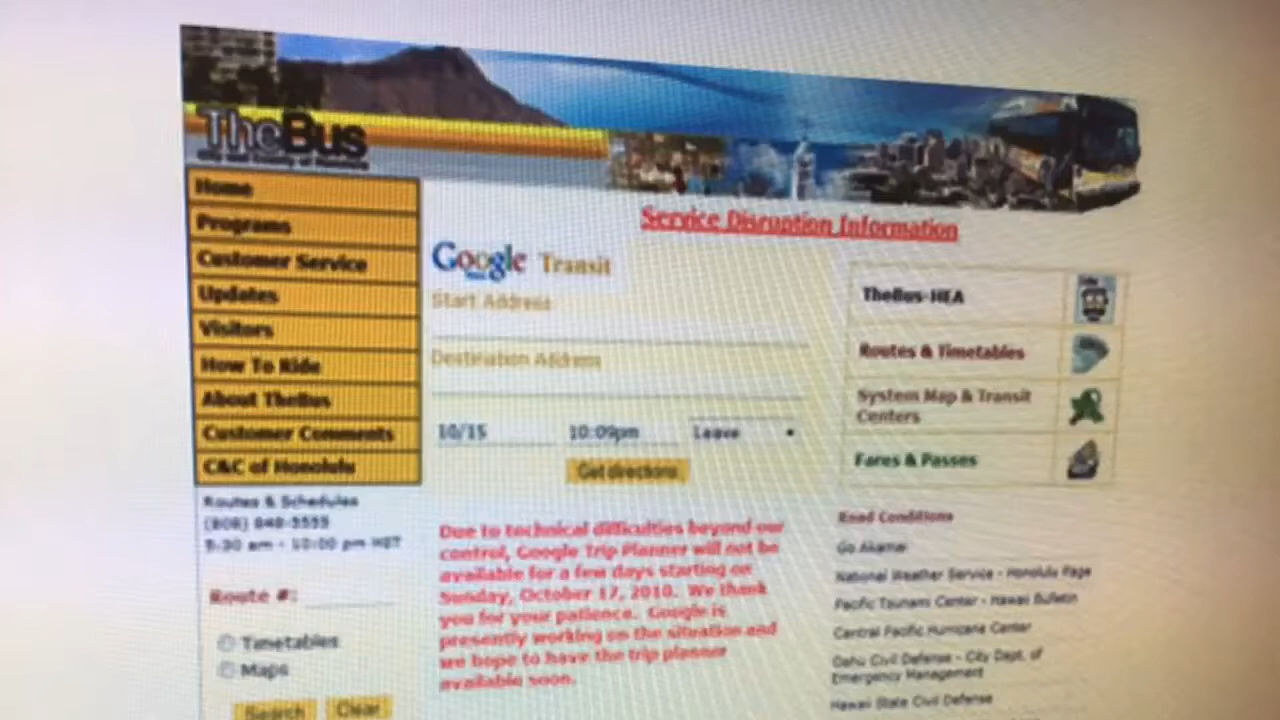 TheBus
Service Disruption Information
Home
Programs
Customer Service
Updates
Visitors
How To Ride
About TheBus
Customer Comments
C&C of Honolulu
Google Transit
Start Address
Destination Address
10/15 10:09pm Leave
Get directions
TheBus-HEA
Routes & Timetables
System Map & Transit
Centers
Fares & Passes
Routes & Schedules
(808) 848-5555
5:30 am - 10:00 pm HST
Route #:
Timetables
Maps
Search Clear
Due to technical difficulties beyond our
control, Google Trip Planner will not be
available for a few days starting on
Sunday, October 17, 2010. We thank
you for your patience. Google is
presently working on the situation and
we hope to have the trip planner
available soon.
Road Conditions
Go Akamai
National Weather Service - Honolulu Page
Pacific Tsunami Center - Hawaii Bulletin
Central Pacific Hurricane Center
Oahu Civil Defense - City Dept. of
Emergency Management
Hawaii State Civil Defense